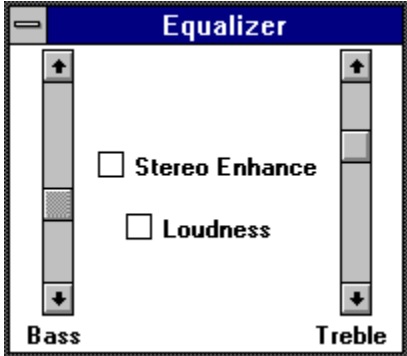 Equalizer
Stereo Enhance
Loudness
Bass
Treble